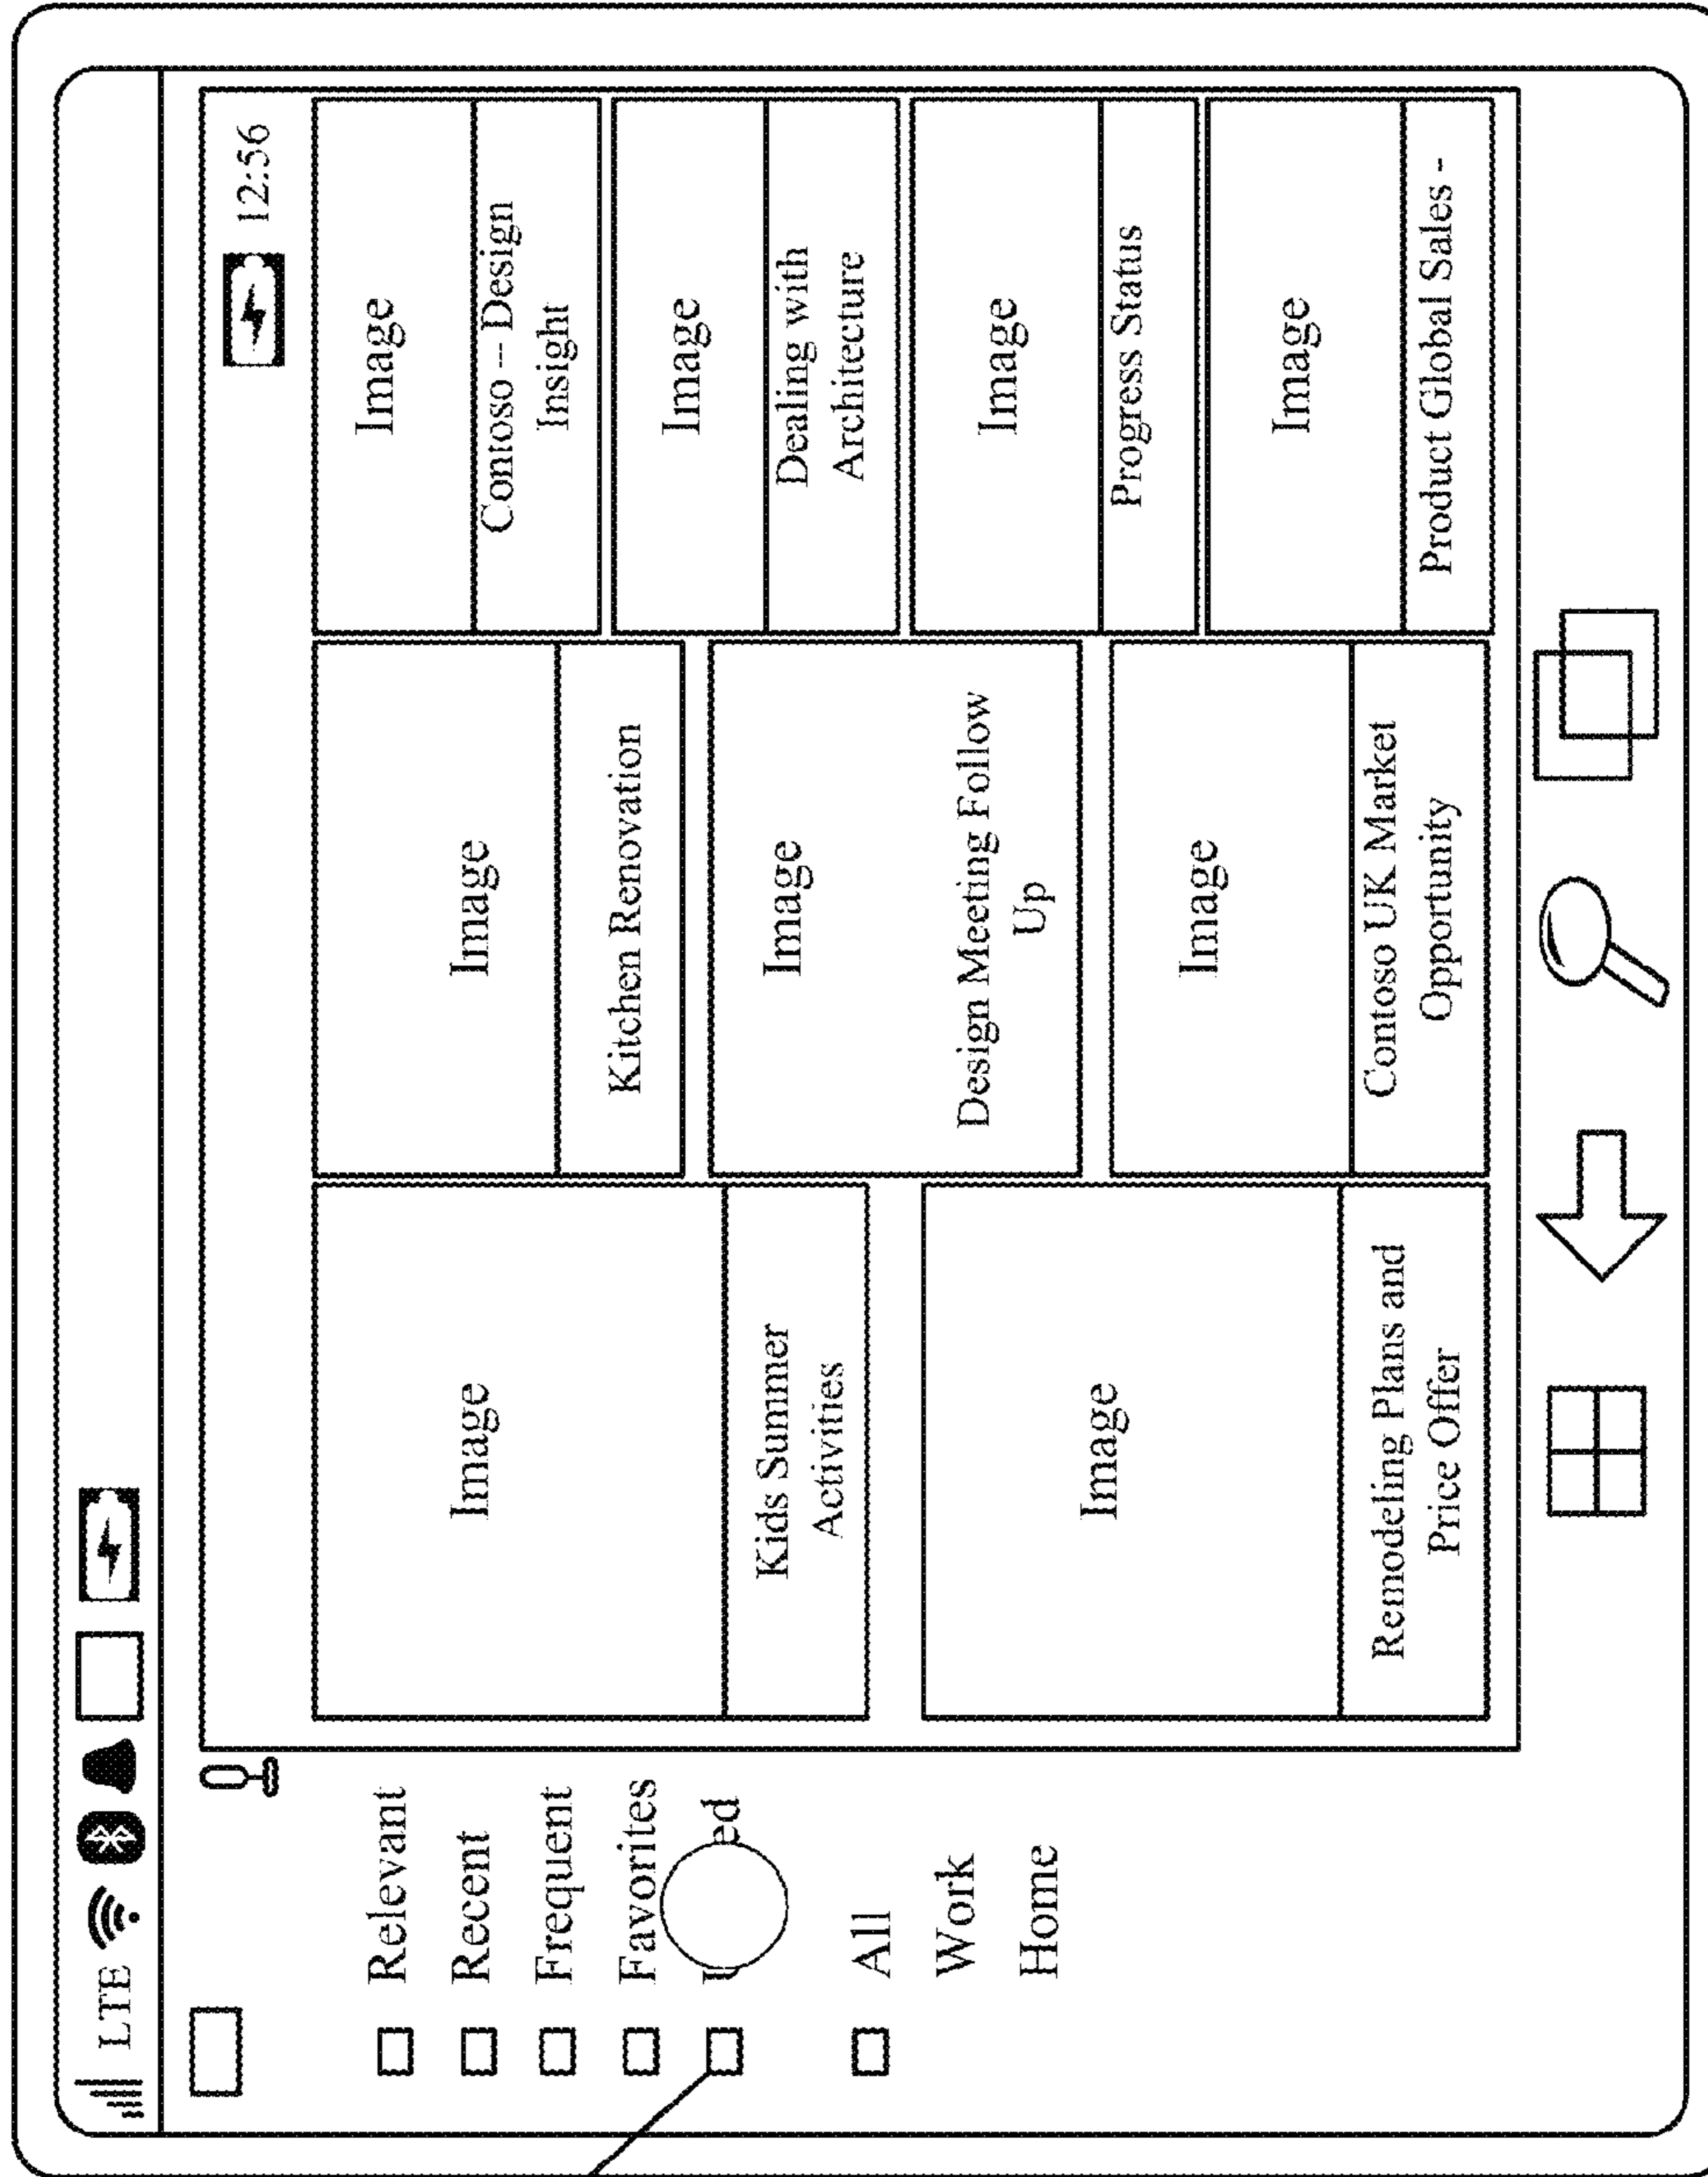 LTE
12:56
Relevant
Recent
Frequent
Favorites
All
Work
Home
Image
Kids Summer
Activities
Image
Remodeling Plans and
Price Offer
Image
Kitchen Renovation
Image
Design Meeting Follow
Up
Image
Contoso UK Market
Opportunity
Image
Contoso -- Design
Insight
Image
Dealing with
Architecture
Image
Progress Status
Image
Product Global Sales -